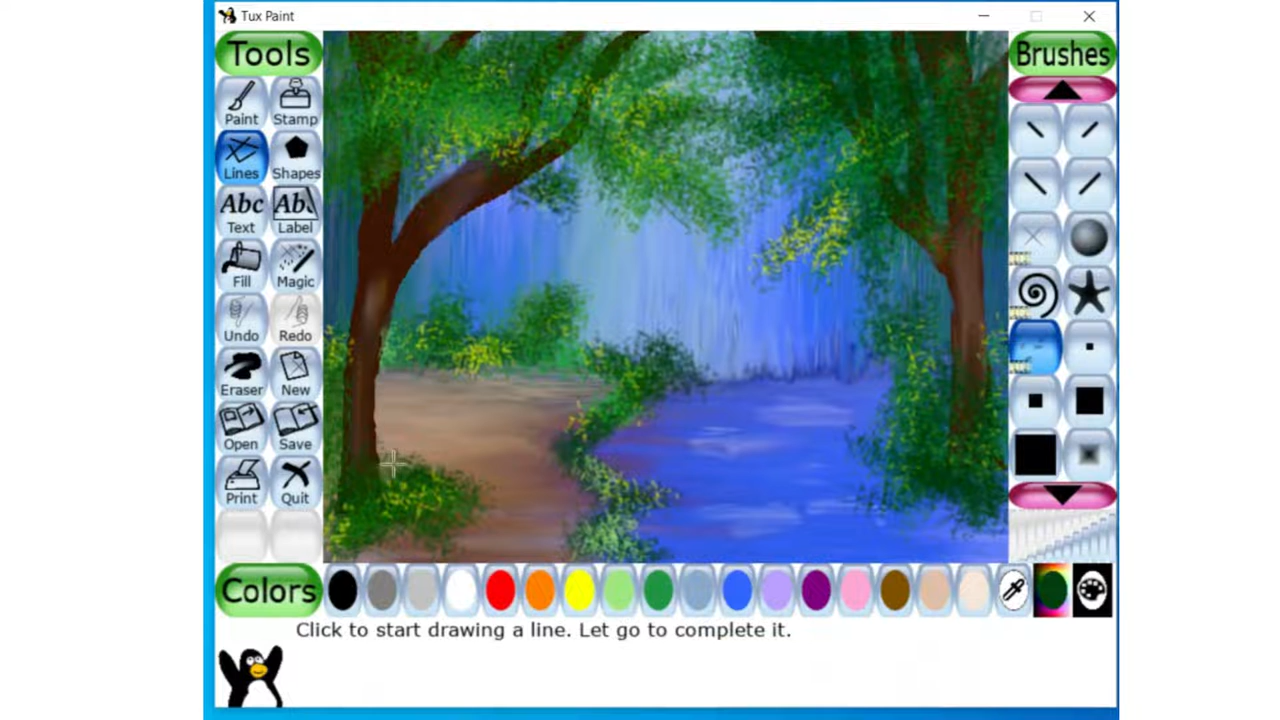 Tux Paint
Tools
Brushes
Paint
Stamp
Lines
Shapes
Abc
Text
Abc
Label
Fill
Magic
Undo
Redo
Eraser
New
Open
Save
Print
Quit
Colors
Click to start drawing a line. Let go to complete it.